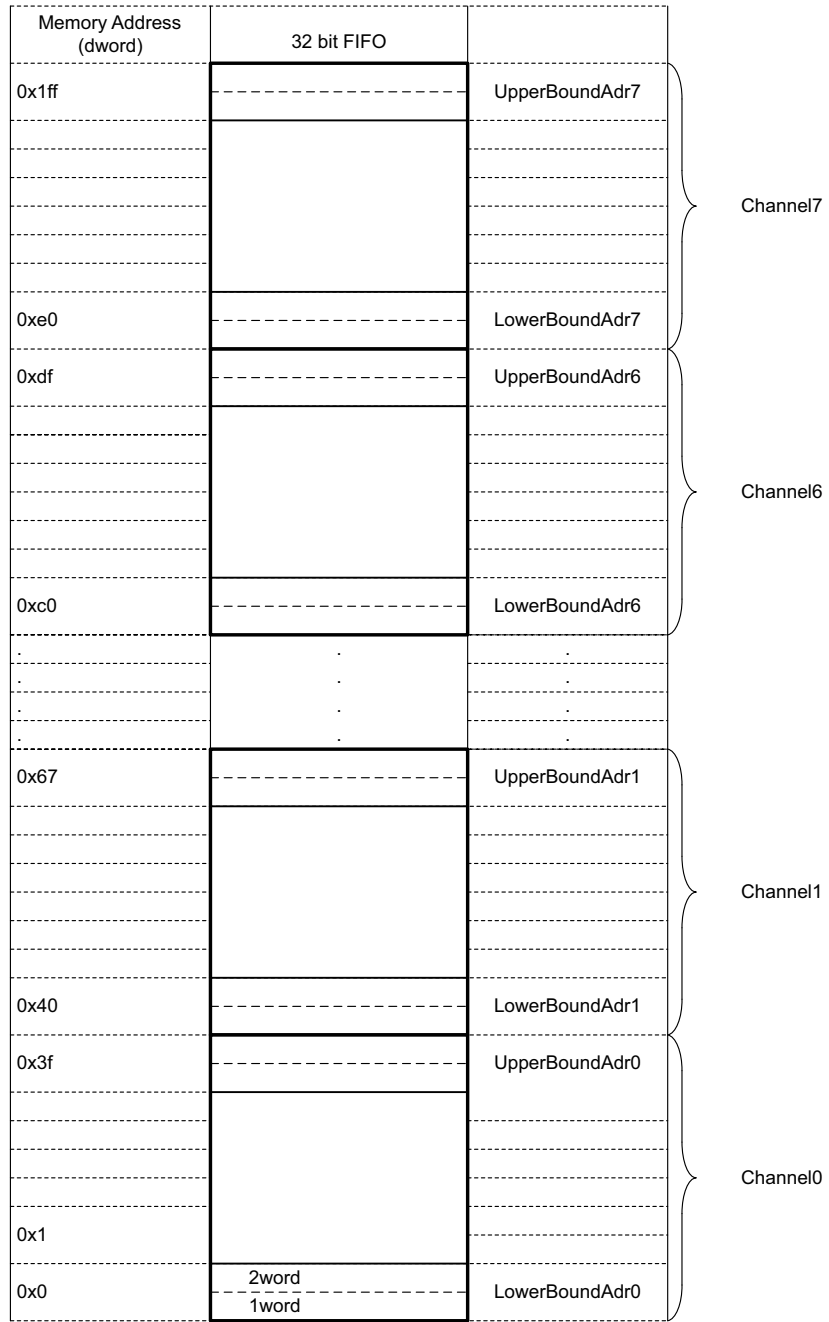 Memory Address
(dword)
32 bit FIFO
0x1ff
UpperBoundAdr7
Channel7
0xe0
LowerBoundAdr7
0xdf
UpperBoundAdr6
Channel6
0xc0
LowerBoundAdr6
. . .
. . .
. . .
. . .
0x67
UpperBoundAdr1
Channel1
0x40
LowerBoundAdr1
0x3f
UpperBoundAdr0
Channel0
0x1
0x0
2word
1word
LowerBoundAdr0